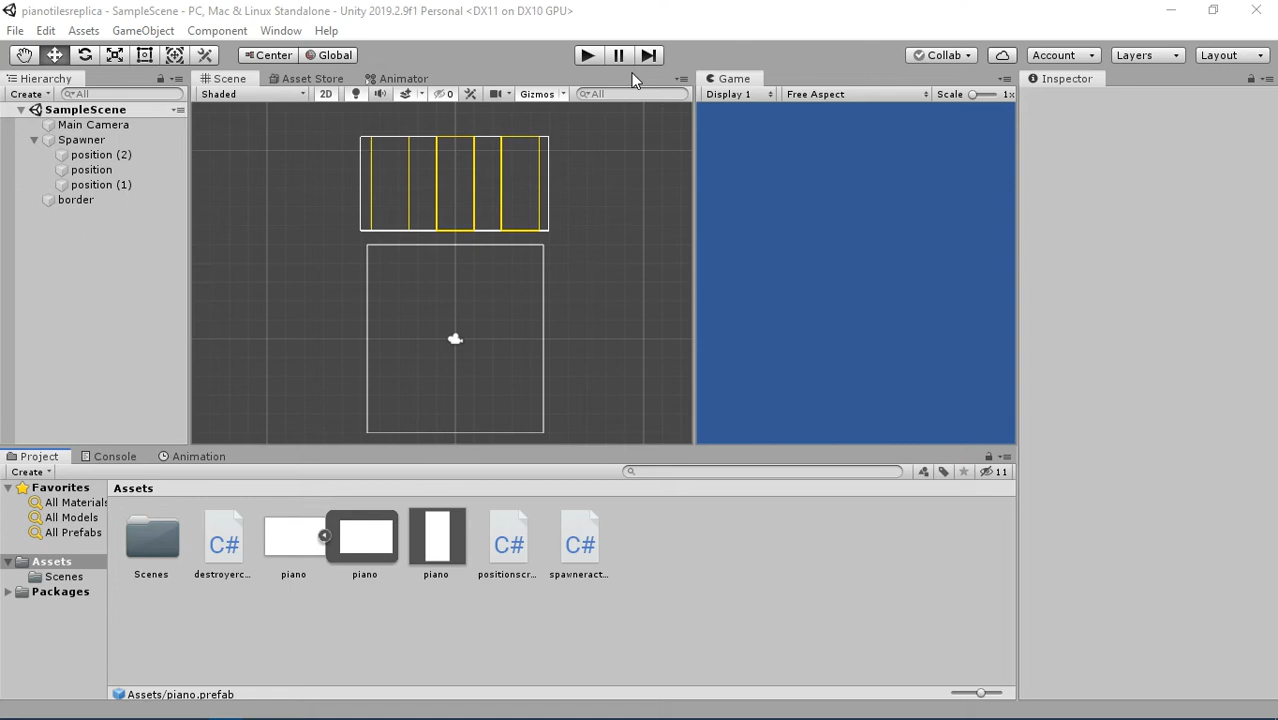 pianotilesreplica - SampleScene - PC, Mac & Linux Standalone - Unity 2019.2.9f1 Personal <DX11 on DX10 GPU>
File Edit Assets GameObject Component Window Help
Center Global Collab Account Layers Layout
Hierarchy Scene Asset Store Animator Game Inspector
Create All Shaded 2D 0 Gizmos All Display 1 Free Aspect Scale 1x
SampleScene
Main Camera
Spawner
position (2)
position
position (1)
border
Project Console Animation
Create 11
Favorites
All Materials
All Models
All Prefabs
Assets
Scenes
Packages
Assets
Scenes destroyerc... piano piano piano positionscr... spawneract...
Assets/piano.prefab